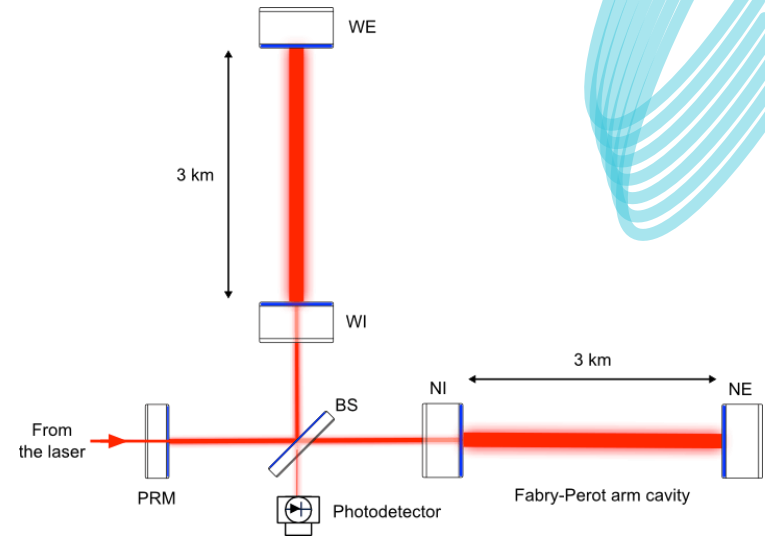 WE
3 km
WI
3 km
BS
NI
NE
From
the laser
PRM
Photodetector
Fabry-Perot arm cavity